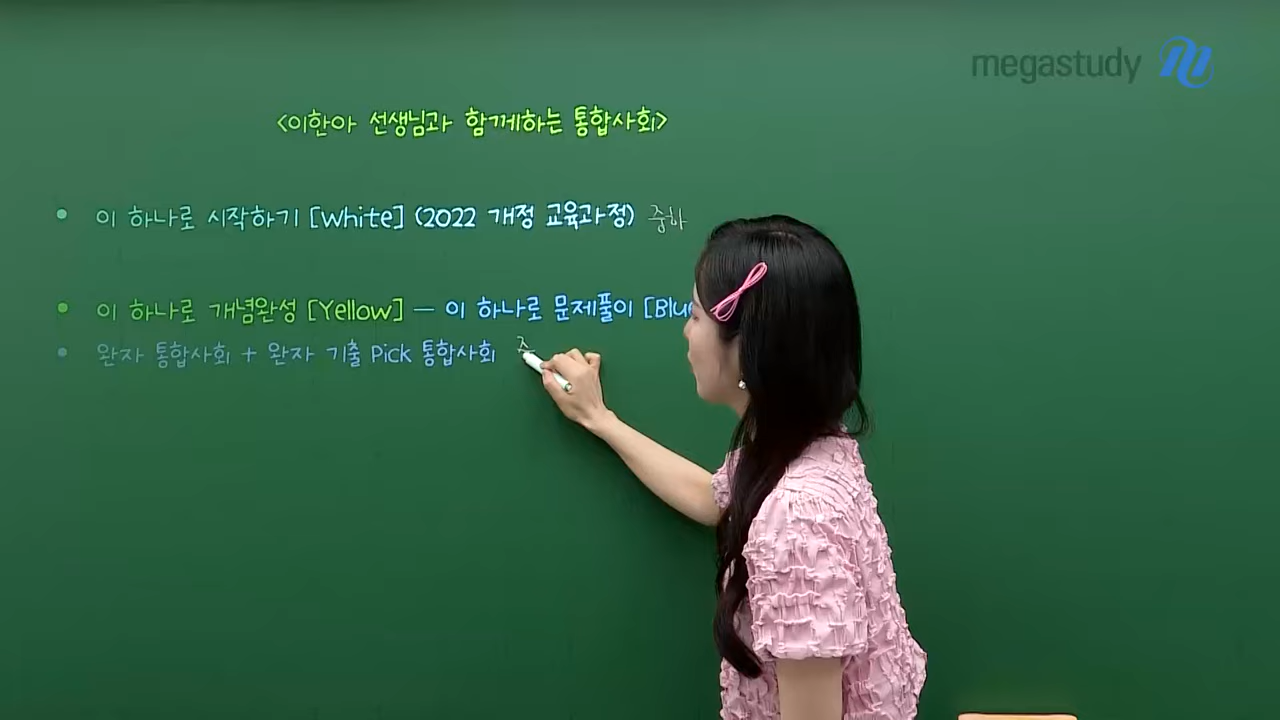 megastudy
<이한아 선생님과 함께하는 통합사회>
• 이 하나로 시작하기 [White] (2022 개정 교육과정) 중하
• 이 하나로 개념완성 [Yellow] — 이 하나로 문제풀이 [Blu
• 완자 통합사회 + 완자 기출 Pick 통합사회